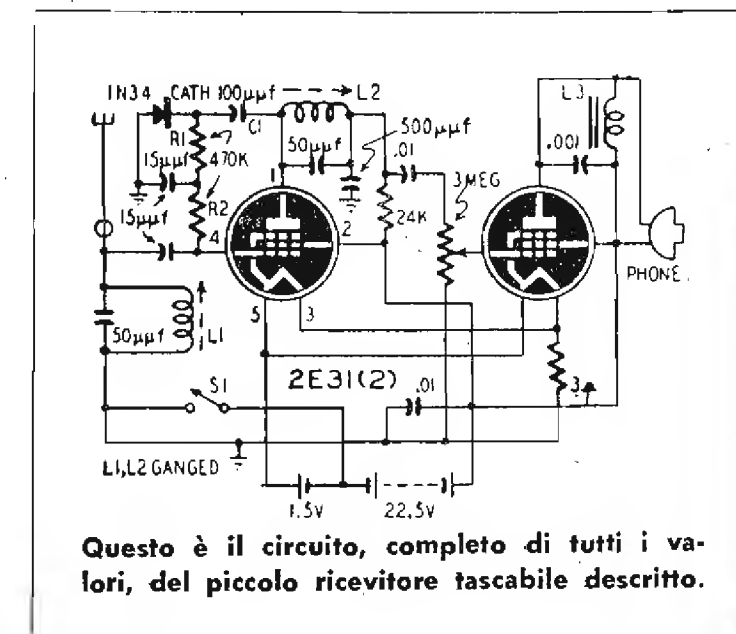 1N34 CATH 100µµf L2
C1
L3
R1
50µµf
500µµf
.01
.001
15µµf
470K
1
3MEG
15µµf
R2
24K
4
2
PHONE
50µµf
L1
5
3
2E31(2)
.01
3
S1
L1,L2 GANGED
1.5V
22,5V
Questo è il circuito, completo di tutti i va-
lori, del piccolo ricevitore tascabile descritto.